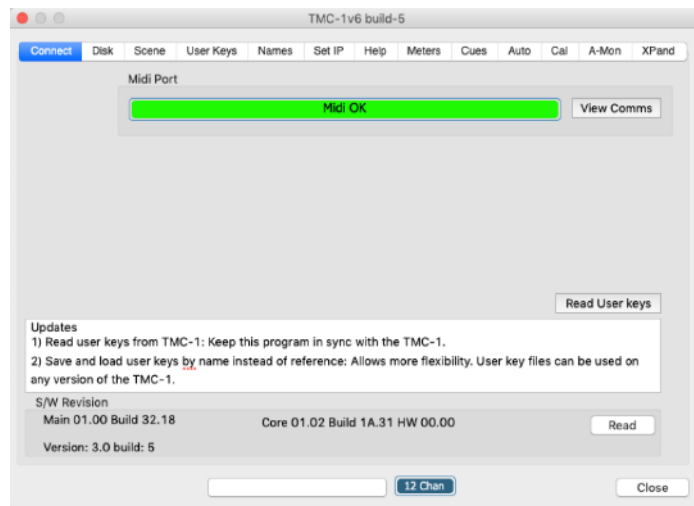 TMC-1v6 build-5
Connect Disk Scene User Keys Names Set IP Help Meters Cues Auto Cal A-Mon XPand
Midi Port
Midi OK View Comms
Read User keys
Updates
1) Read user keys from TMC-1: Keep this program in sync with the TMC-1.
2) Save and load user keys by name instead of reference: Allows more flexibility. User key files can be used on
any version of the TMC-1.
S/W Revision
Main 01.00 Build 32.18 Core 01.02 Build 1A.31 HW 00.00
Read
Version: 3.0 build: 5
12 Chan Close